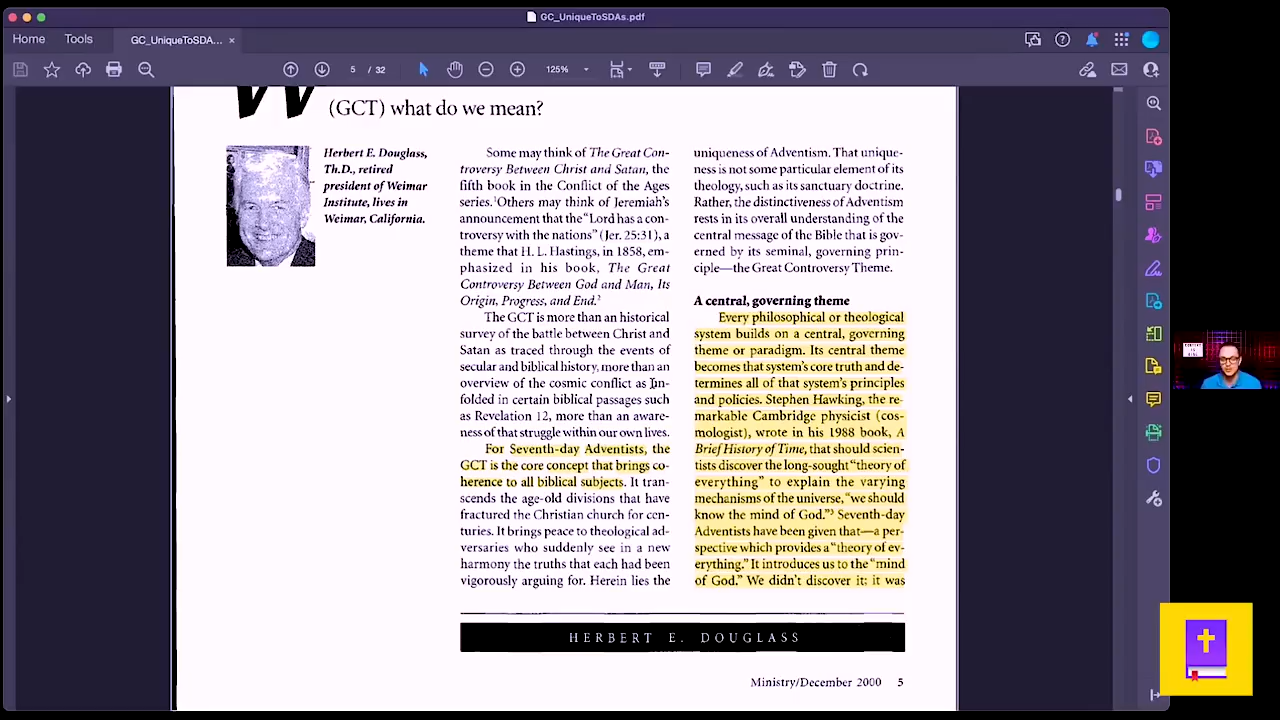 GC_UniqueToSDAs.pdf
Home
Tools
GC_UniqueToSDA...
5 / 32
125%
W
(GCT) what do we mean?
Herbert E. Douglass,
Th.D., retired
president of Weimar
Institute, lives in
Weimar, California.
Some may think of The Great Con-
troversy Between Christ and Satan, the
fifth book in the Conflict of the Ages
series.¹ Others may think of Jeremiah's
announcement that the "Lord has a con-
troversy with the nations" (Jer. 25:31), a
theme that H. L. Hastings, in 1858, em-
phasized in his book, The Great
Controversy Between God and Man, Its
Origin, Progress, and End.²
The GCT is more than an historical
survey of the battle between Christ and
Satan as traced through the events of
secular and biblical history, more than an
overview of the cosmic conflict as un-
folded in certain biblical passages such
as Revelation 12, more than an aware-
ness of that struggle within our own lives.
For Seventh-day Adventists, the
GCT is the core concept that brings co-
herence to all biblical subjects. It tran-
scends the age-old divisions that have
fractured the Christian church for cen-
turies. It brings peace to theological ad-
versaries who suddenly see in a new
harmony the truths that each had been
vigorously arguing for. Herein lies the
uniqueness of Adventism. That unique-
ness is not some particular element of its
theology, such as its sanctuary doctrine.
Rather, the distinctiveness of Adventism
rests in its overall understanding of the
central message of the Bible that is gov-
erned by its seminal, governing prin-
ciple—the Great Controversy Theme.
A central, governing theme
Every philosophical or theological
system builds on a central, governing
theme or paradigm. Its central theme
becomes that system's core truth and de-
termines all of that system's principles
and policies. Stephen Hawking, the re-
markable Cambridge physicist (cos-
mologist), wrote in his 1988 book, A
Brief History of Time, that should scien-
tists discover the long-sought "theory of
everything" to explain the varying
mechanisms of the universe, "we should
know the mind of God."³ Seventh-day
Adventists have been given that—a per-
spective which provides a "theory of ev-
erything." It introduces us to the "mind
of God." We didn't discover it; it was
HERBERT E. DOUGLASS
Ministry/December 2000 5